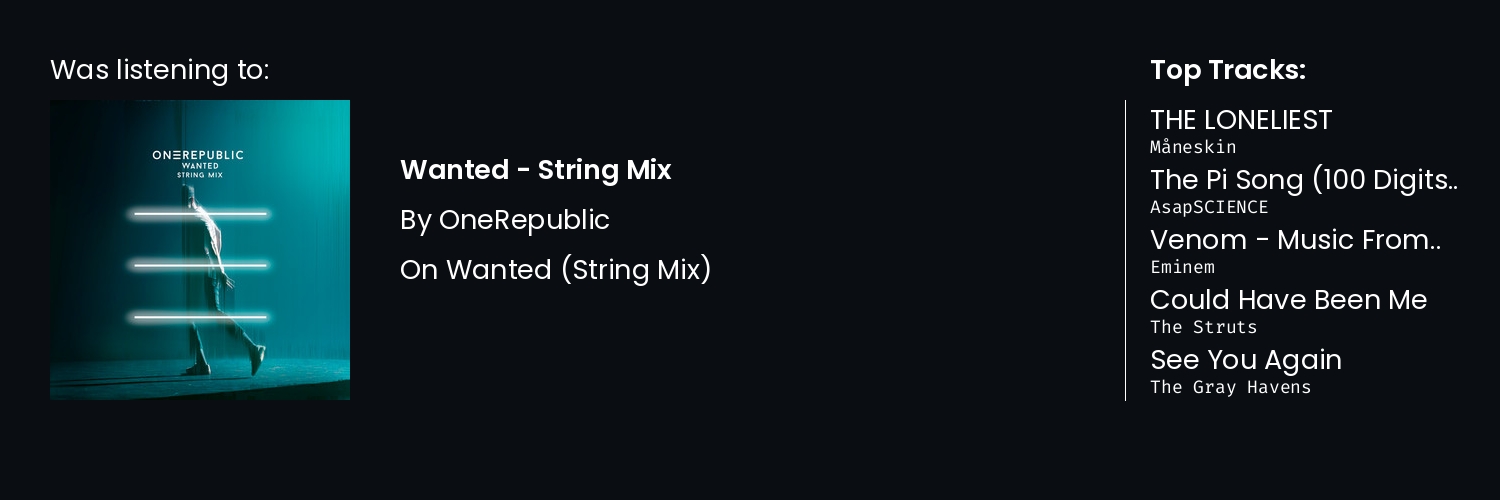 Was listening to:
ONEREPUBLIC
WANTED
STRING MIX
Wanted - String Mix
By OneRepublic
On Wanted (String Mix)
Top Tracks:
THE LONELIEST
Måneskin
The Pi Song (100 Digits..
AsapSCIENCE
Venom - Music From..
Eminem
Could Have Been Me
The Struts
See You Again
The Gray Havens